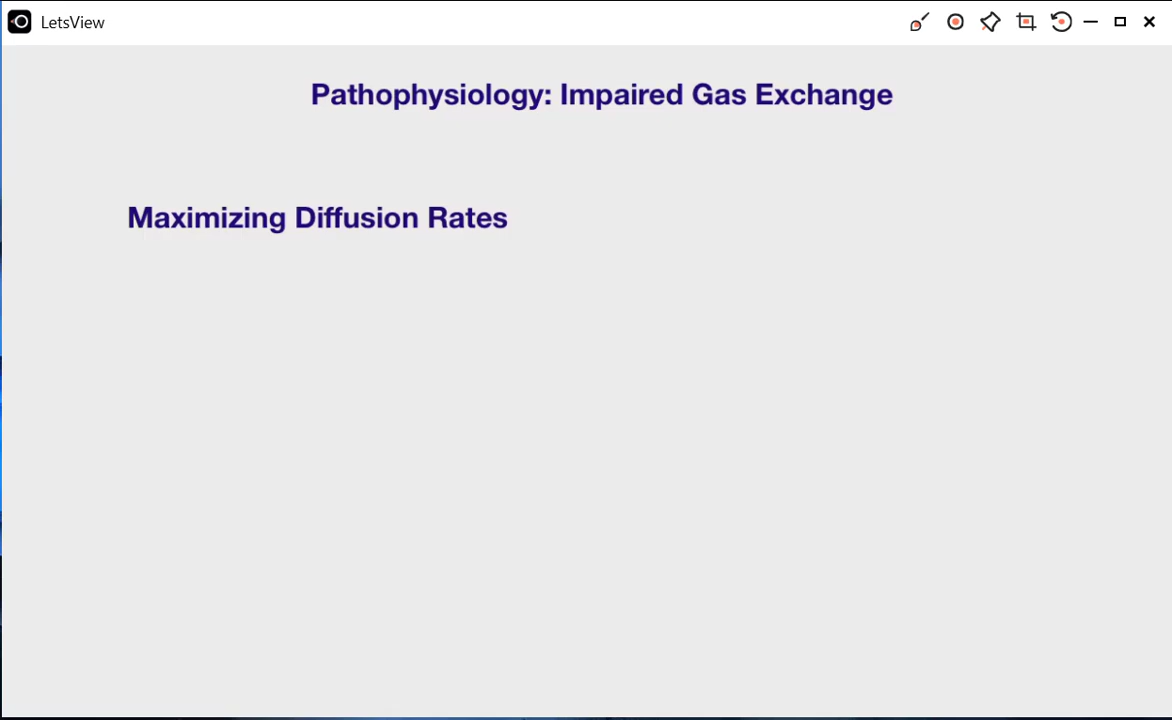 LetsView
Pathophysiology: Impaired Gas Exchange
Maximizing Diffusion Rates